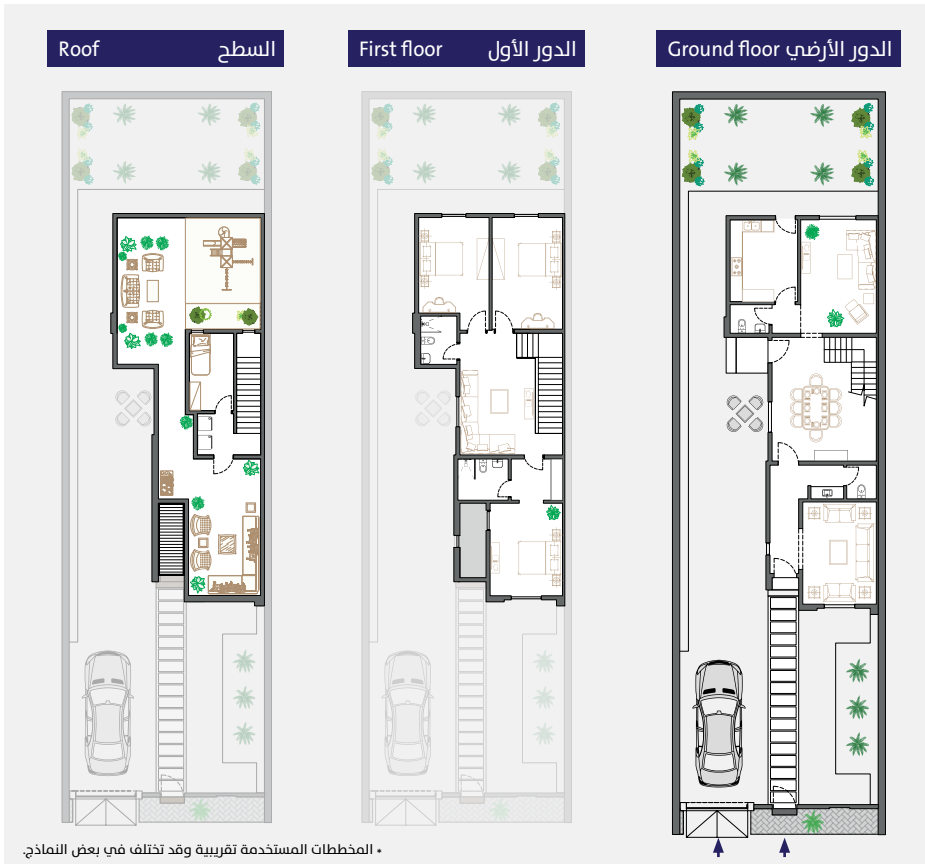 Roof السطح
First floor الدور الأول
Ground floor الدور الأرضي
* المخططات المستخدمة تقريبية وقد تختلف في بعض النماذج.